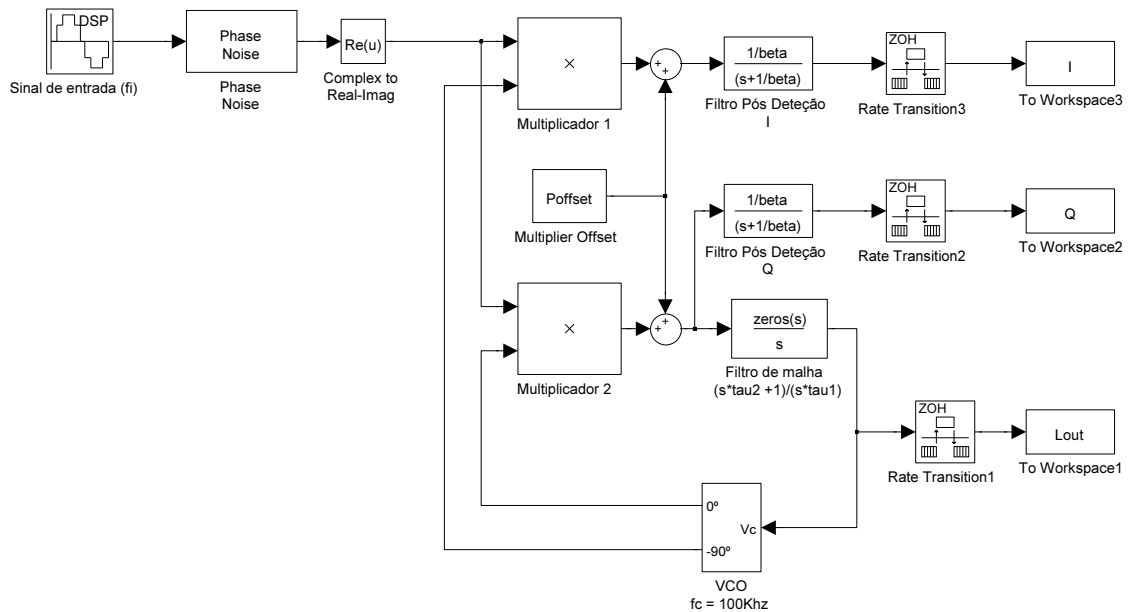 DSP
Sinal de entrada (fi)
Phase
Noise
Phase
Noise
Re(u)
Complex to
Real-Imag
×
Multiplicador 1
+
+
1/beta
(s+1/beta)
Filtro Pós Deteção
I
ZOH
Rate Transition3
I
To Workspace3
Poffset
Multiplier Offset
1/beta
(s+1/beta)
Filtro Pós Deteção
Q
ZOH
Rate Transition2
Q
To Workspace2
×
Multiplicador 2
+
+
zeros(s)
s
Filtro de malha
(s*tau2 +1)/(s*tau1)
ZOH
Rate Transition1
Lout
To Workspace1
0º
-90º
Vc
VCO
fc = 100Khz